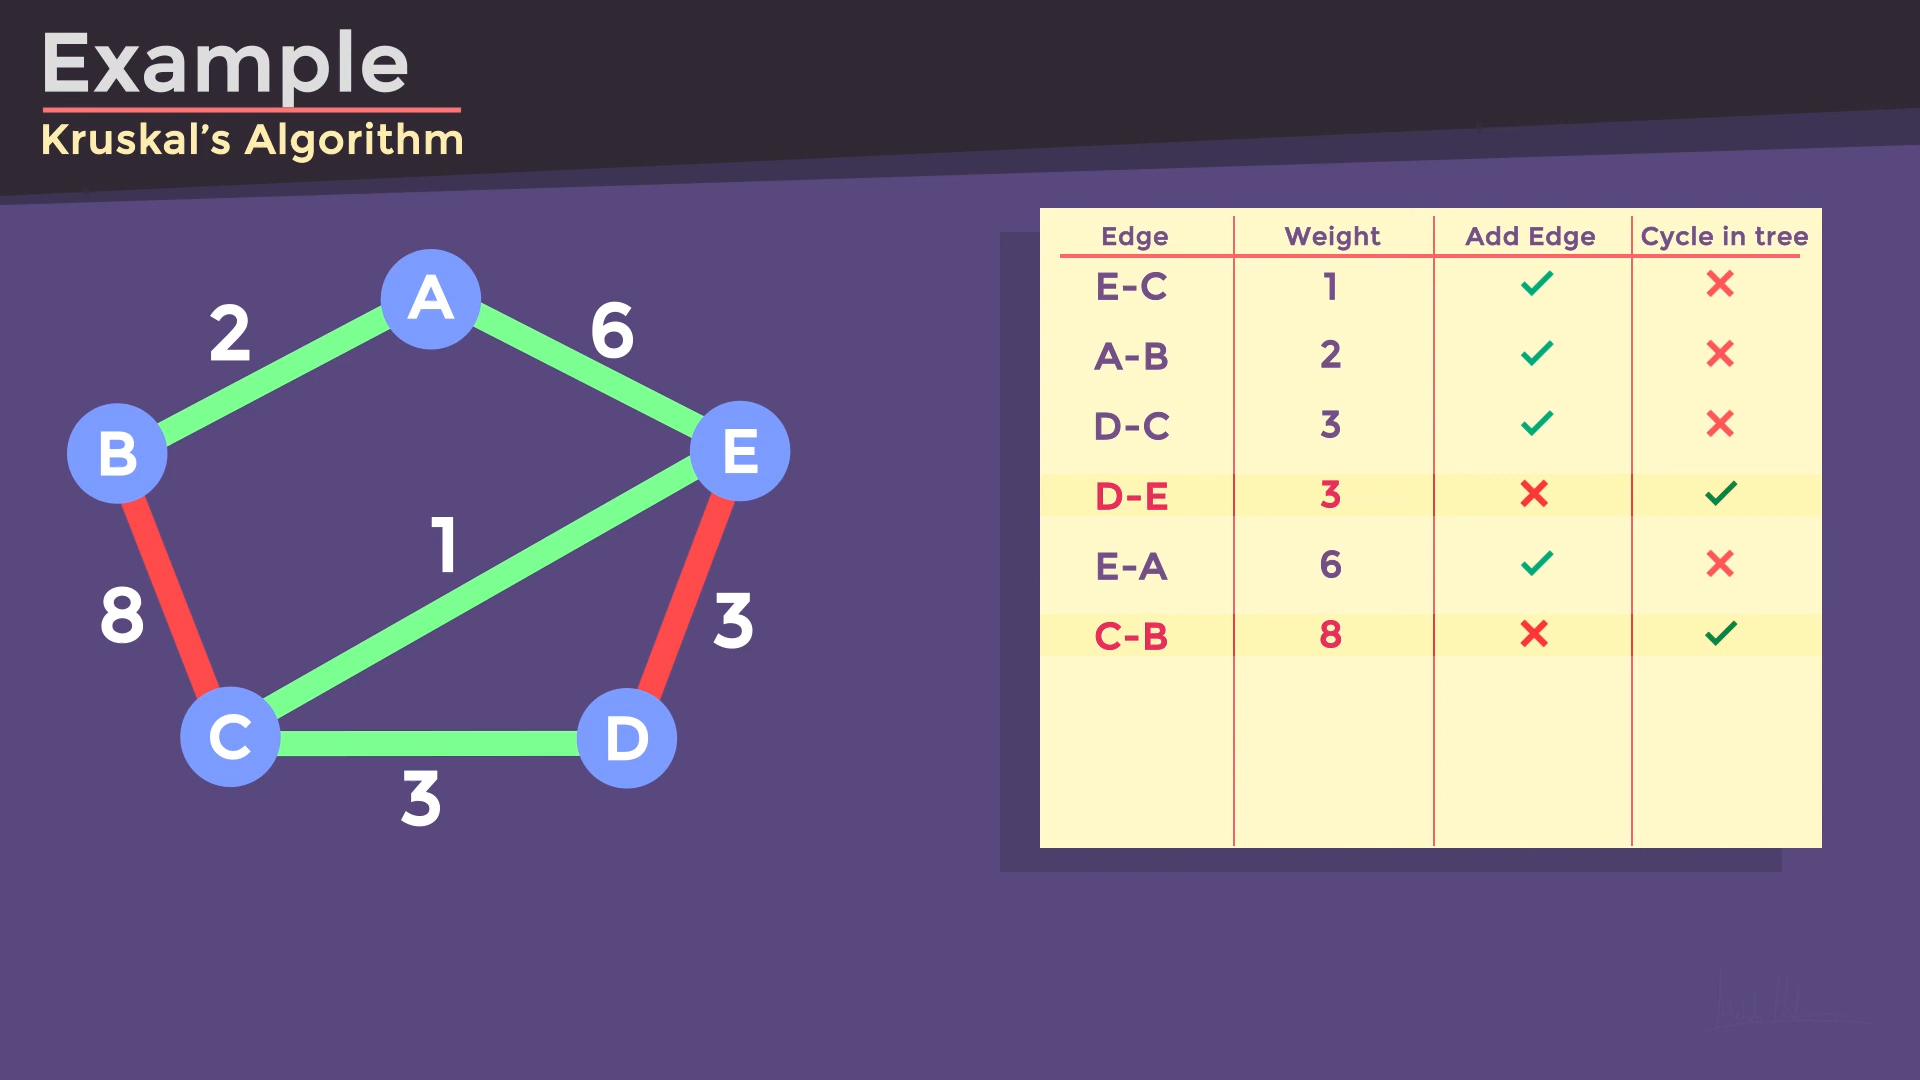 Example
Kruskal’s Algorithm
A
B
C
D
E
2
6
1
8
3
3
Edge Weight Add Edge Cycle in tree
E-C 1 ✓ ✕
A-B 2 ✓ ✕
D-C 3 ✓ ✕
D-E 3 ✕ ✓
E-A 6 ✓ ✕
C-B 8 ✕ ✓